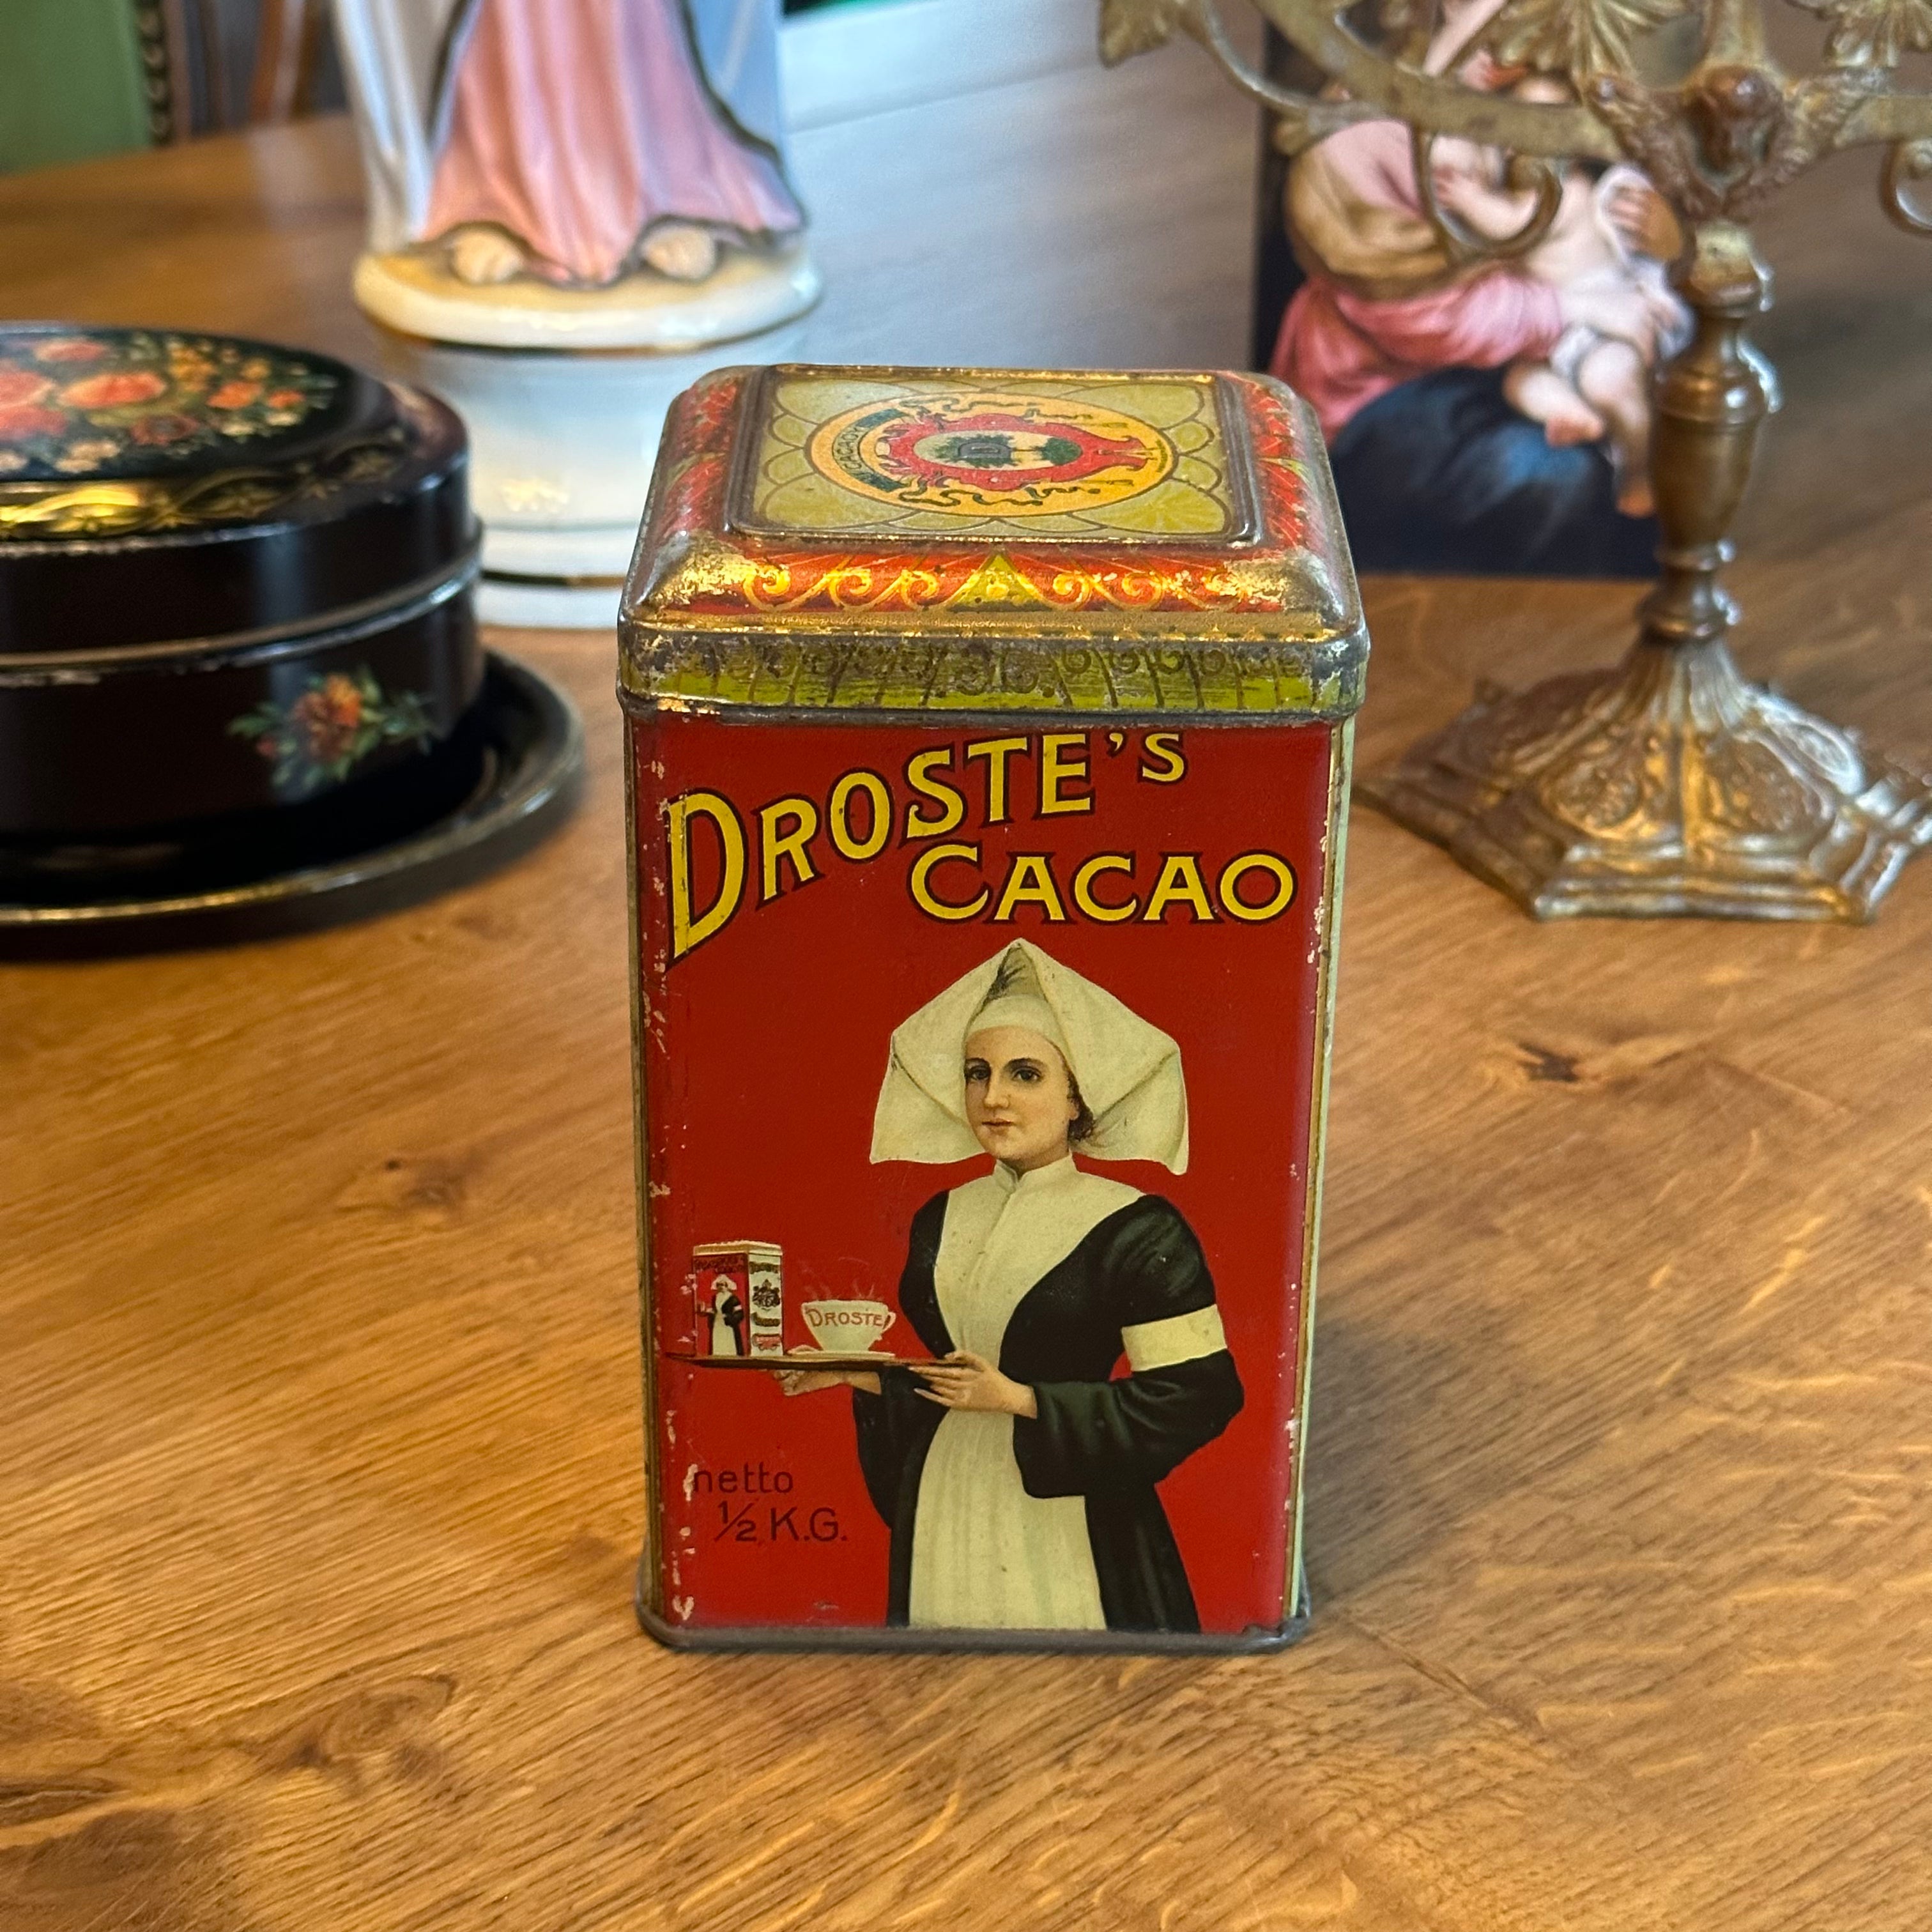 DROSTE'S
CACAO
DROSTE
netto
½ K.G.